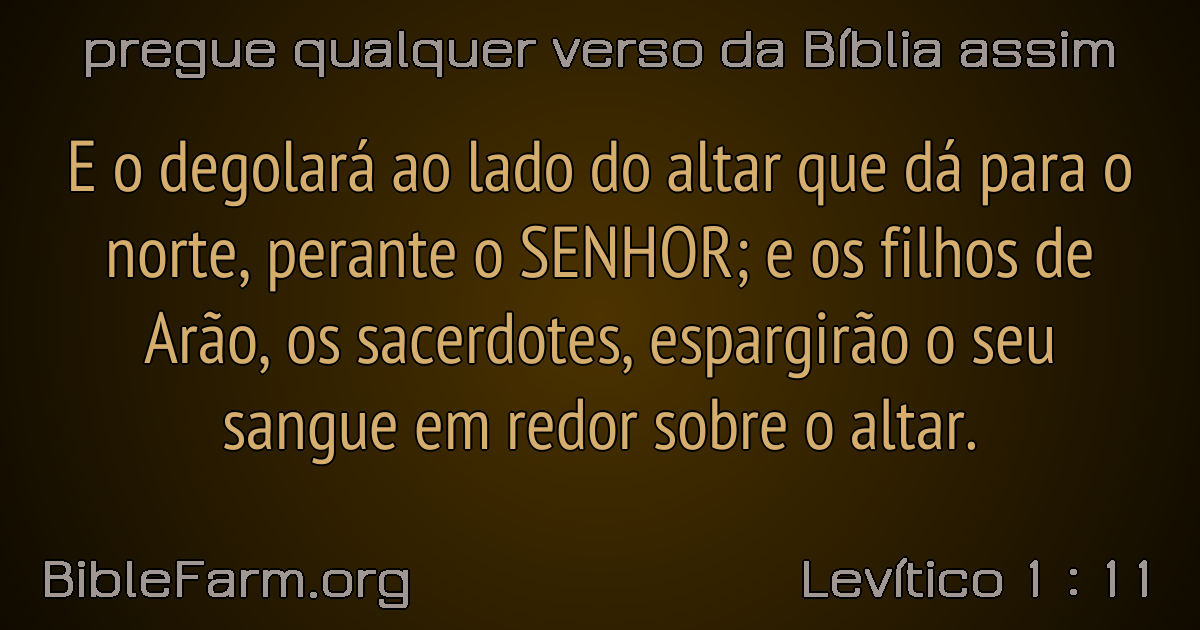 pregue qualquer verso da Bíblia assim
E o degolará ao lado do altar que dá para o
norte, perante o SENHOR; e os filhos de
Arão, os sacerdotes, espargirão o seu
sangue em redor sobre o altar.
BibleFarm.org
Levítico 1 : 11